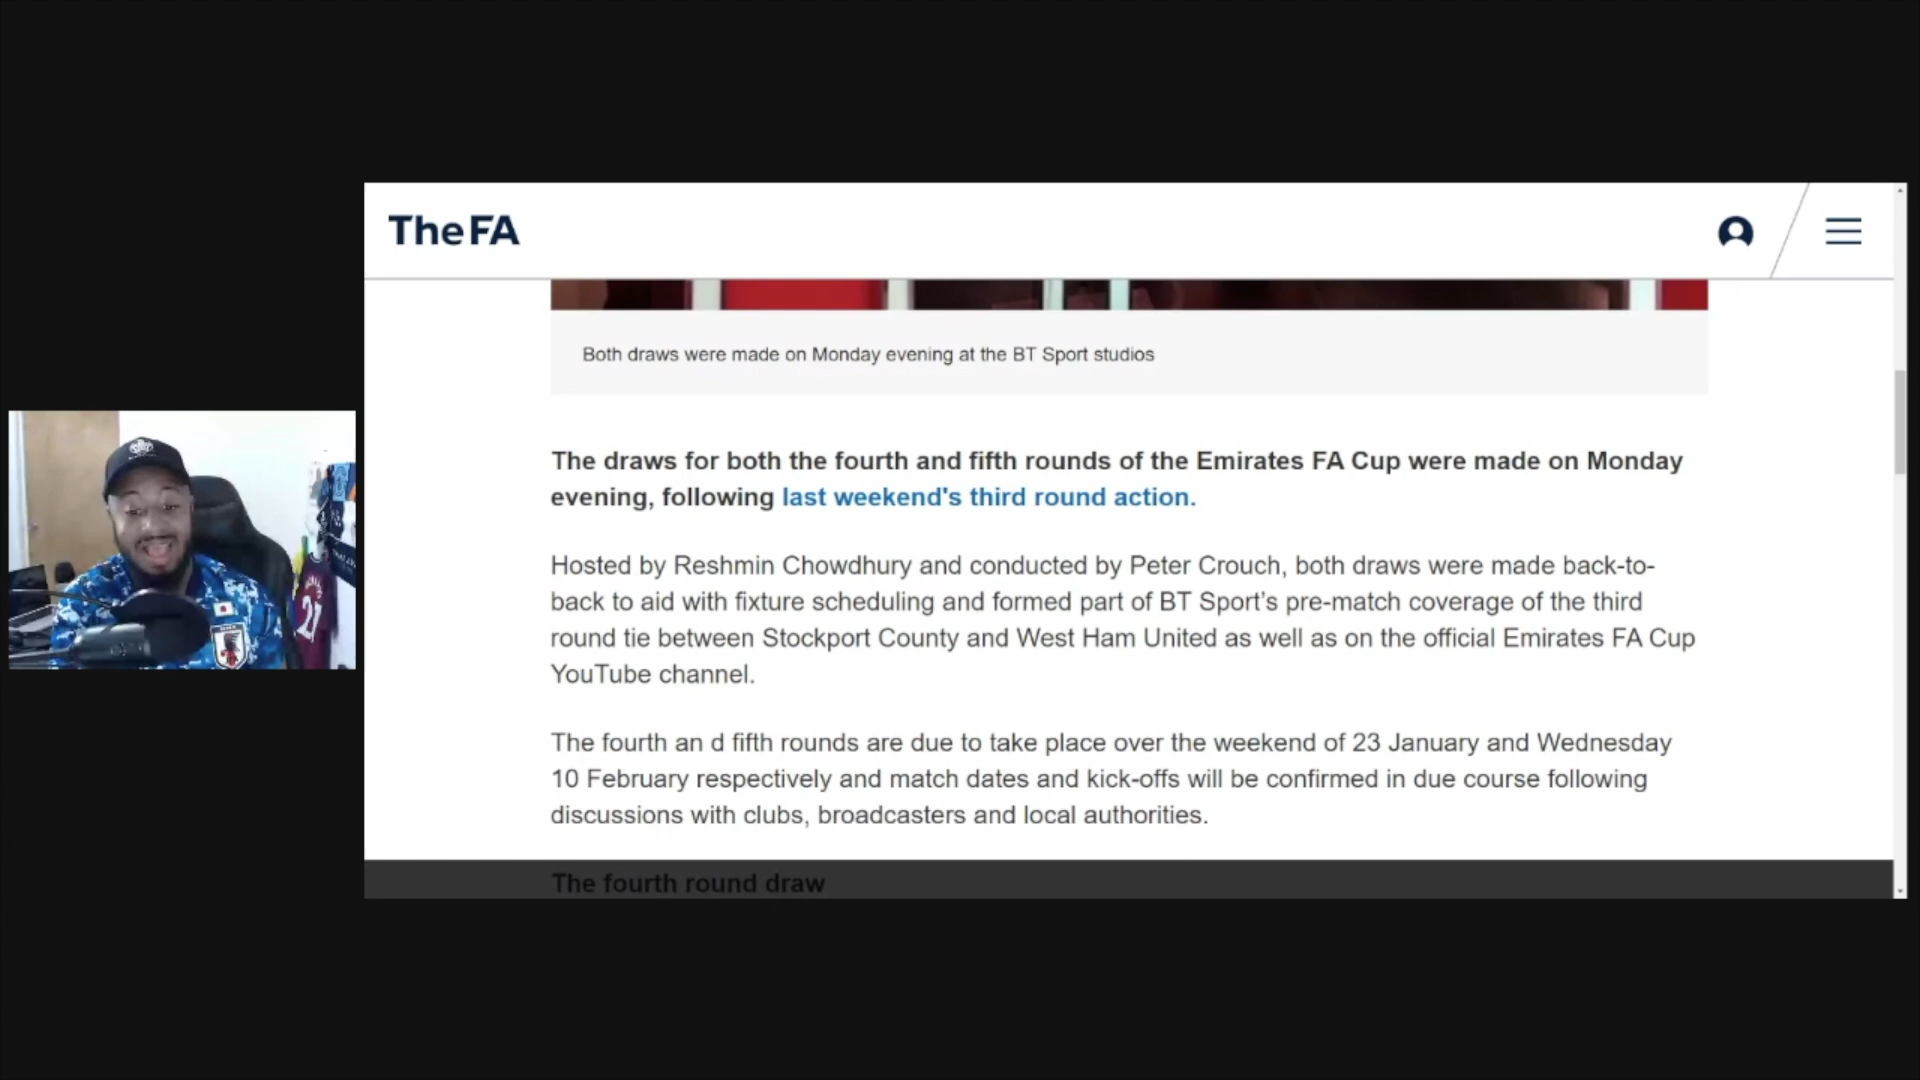 The FA
Both draws were made on Monday evening at the BT Sport studios
The draws for both the fourth and fifth rounds of the Emirates FA Cup were made on Monday
evening, following last weekend's third round action.
Hosted by Reshmin Chowdhury and conducted by Peter Crouch, both draws were made back-to-
back to aid with fixture scheduling and formed part of BT Sport’s pre-match coverage of the third
round tie between Stockport County and West Ham United as well as on the official Emirates FA Cup
YouTube channel.
The fourth an d fifth rounds are due to take place over the weekend of 23 January and Wednesday
10 February respectively and match dates and kick-offs will be confirmed in due course following
discussions with clubs, broadcasters and local authorities.
The fourth round draw
21